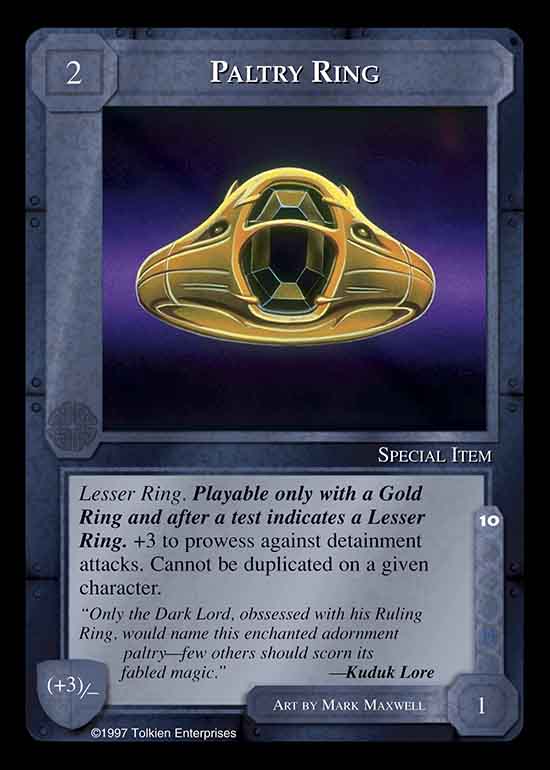 2
PALTRY RING
SPECIAL ITEM
Lesser Ring. Playable only with a Gold
Ring and after a test indicates a Lesser
Ring. +3 to prowess against detainment
attacks. Cannot be duplicated on a given
character.
10
“Only the Dark Lord, obssessed with his Ruling
Ring, would name this enchanted adornment
paltry—few others should scorn its
fabled magic.” —Kuduk Lore
(+3)/–
ART BY MARK MAXWELL
1
©1997 Tolkien Enterprises